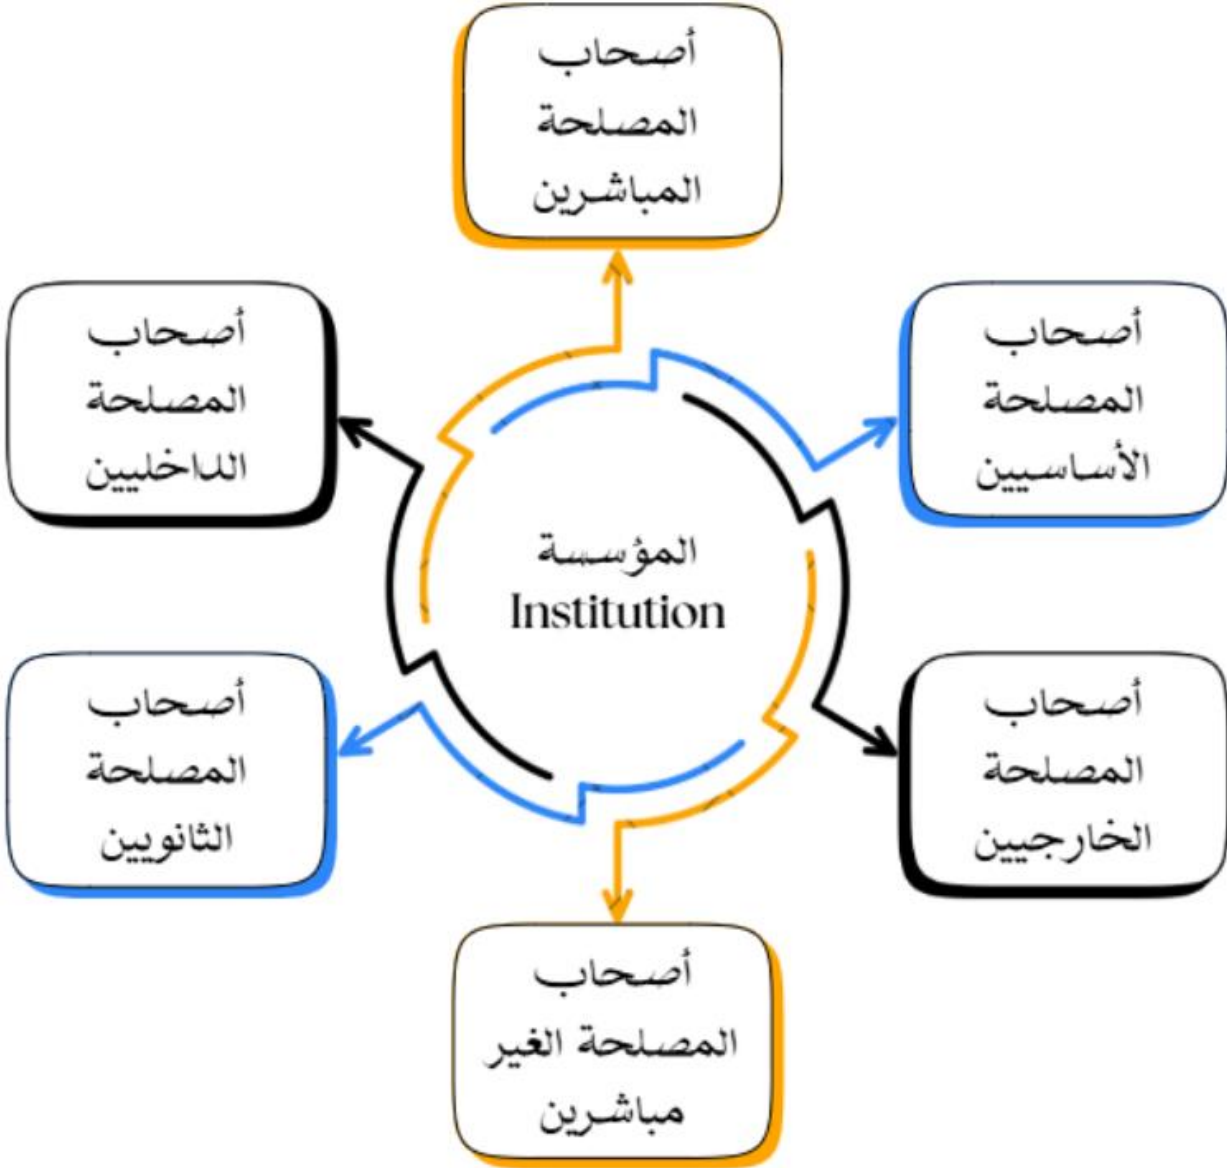 أصحاب
المصلحة
المباشرين
أصحاب
المصلحة
الأساسيين
أصحاب
المصلحة
الداخليين
المؤسسة
Institution
أصحاب
المصلحة
الخارجيين
أصحاب
المصلحة
الثانويين
أصحاب
المصلحة الغير
مباشرين